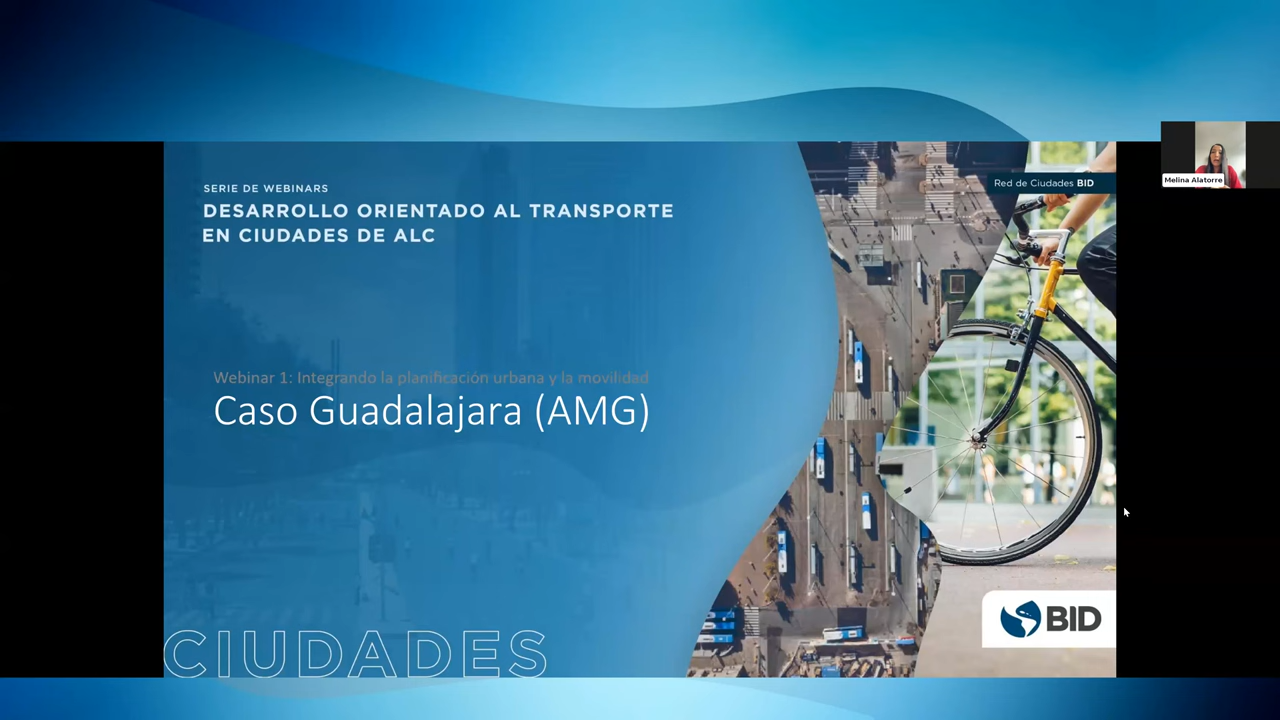 SERIE DE WEBINARS
DESARROLLO ORIENTADO AL TRANSPORTE
EN CIUDADES DE ALC
Red de Ciudades BID
Melina Alatorre
Webinar 1: Integrando la planificación urbana y la movilidad
Caso Guadalajara (AMG)
BID
CIUDADES